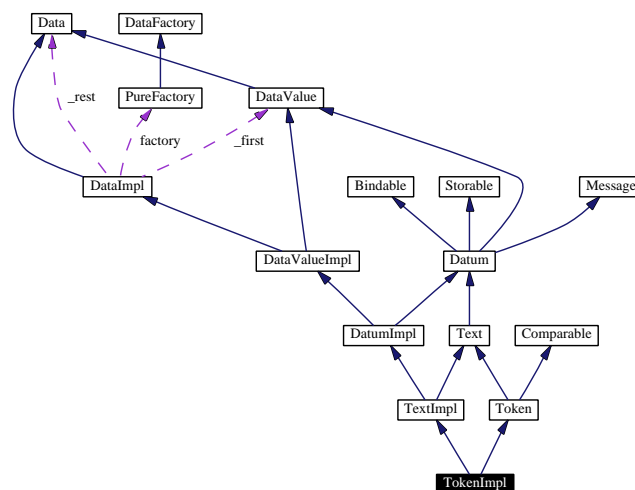 Data
DataFactory
_rest
PureFactory
DataValue
factory
_first
DataImpl
Bindable
Storable
Message
DataValueImpl
Datum
DatumImpl
Text
Comparable
TextImpl
Token
TokenImpl